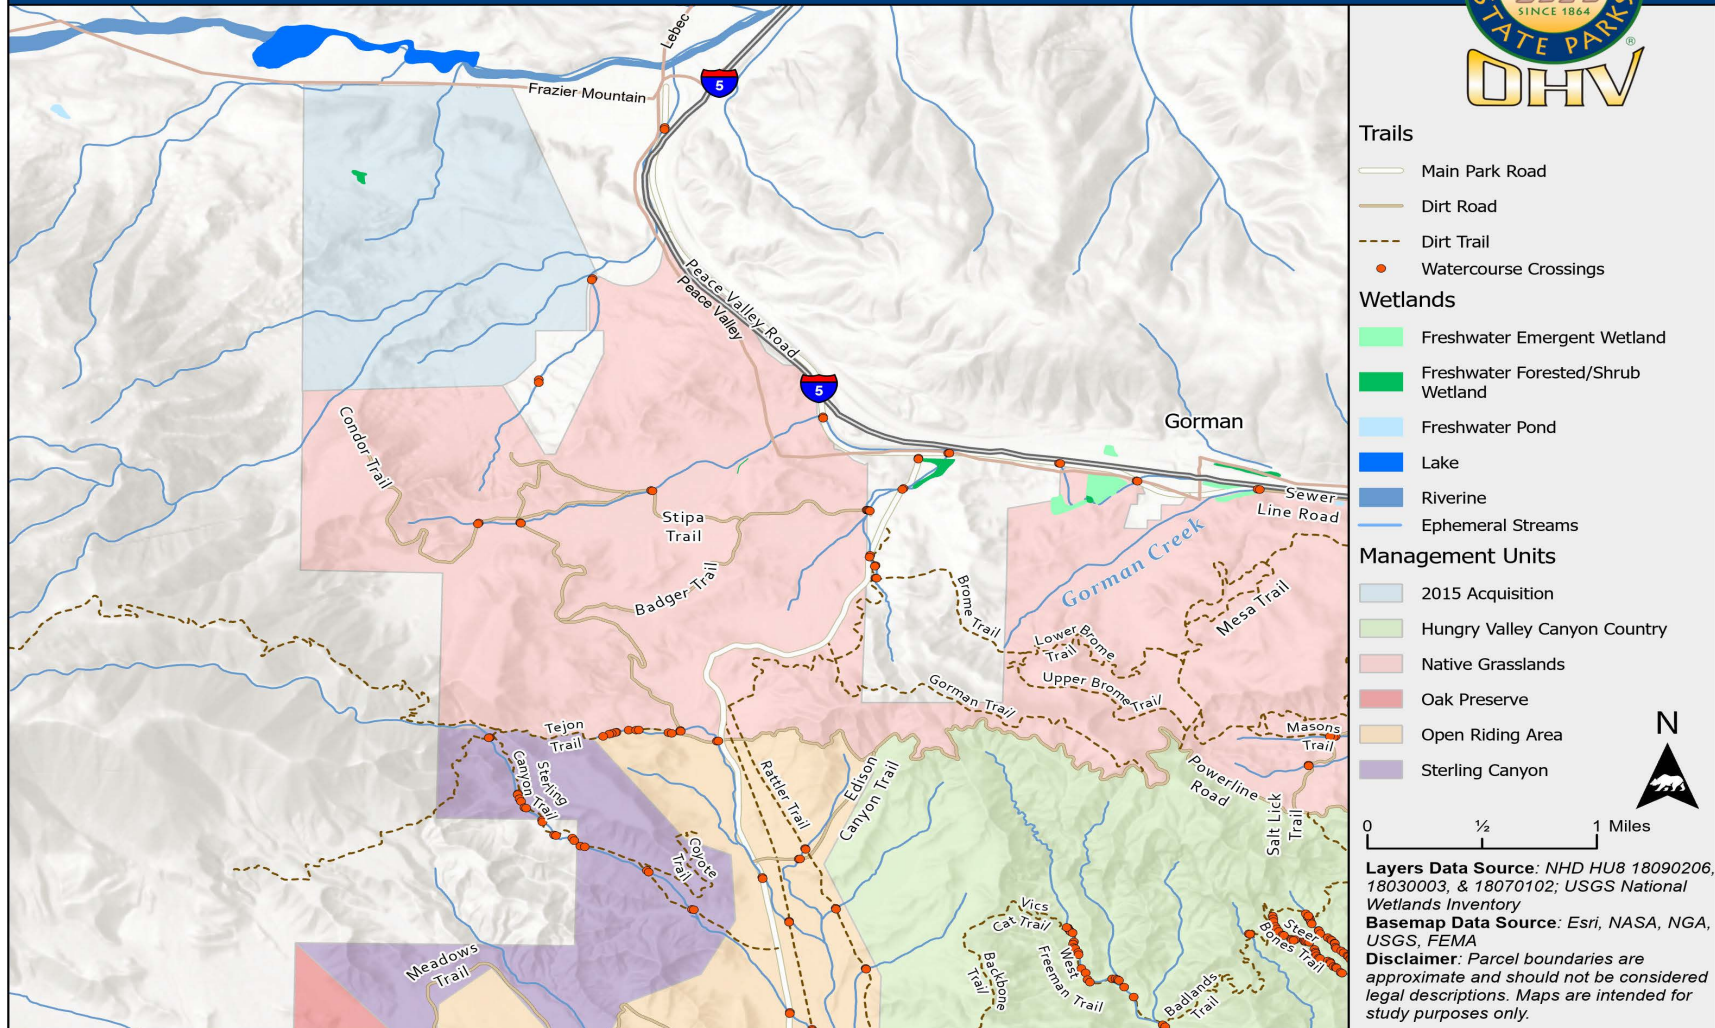 Lebec
5
Frazier Mountain
Peace Valley Road
Peace Valley
5
Gorman
Condor Trail
Stipa
Trail
Badger Trail
Sewer
Line Road
Gorman Creek
Brome
Trail
Lower Brome
Trail
Upper Brome Trail
Mesa Trail
Gorman Trail
Masons
Trail
Powerline
Road
Salt Lick
Trail
Tejon
Trail
Sterling
Canyon Trail
Coyote
Trail
Rattler Trail
Edison
Canyon Trail
Meadows
Trail
Vics
Cat Trail
West
Freeman Trail
Backbone
Trail
Badlands
Trail
Steer
Bones Trail
SINCE 1864
STATE PARKS
®
OHV
Trails
Main Park Road
Dirt Road
Dirt Trail
Watercourse Crossings
Wetlands
Freshwater Emergent Wetland
Freshwater Forested/Shrub
Wetland
Freshwater Pond
Lake
Riverine
Ephemeral Streams
Management Units
2015 Acquisition
Hungry Valley Canyon Country
Native Grasslands
Oak Preserve
Open Riding Area
Sterling Canyon
N
0 ½ 1 Miles
Layers Data Source: NHD HU8 18090206,
18030003, & 18070102; USGS National
Wetlands Inventory
Basemap Data Source: Esri, NASA, NGA,
USGS, FEMA
Disclaimer: Parcel boundaries are
approximate and should not be considered
legal descriptions. Maps are intended for
study purposes only.